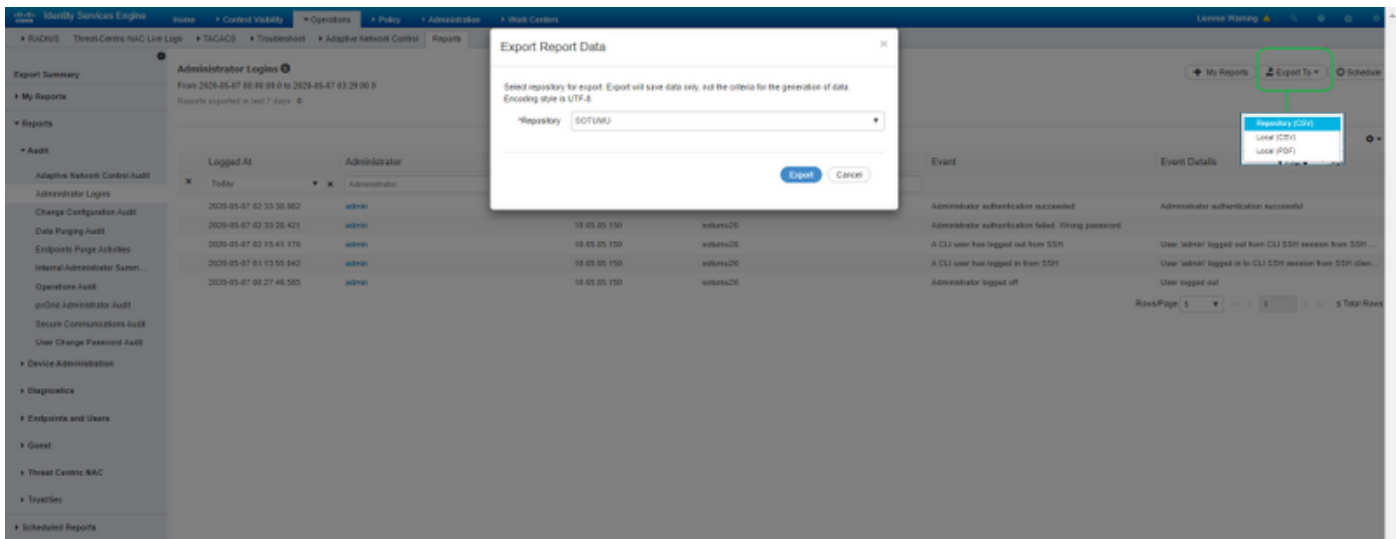 Identity Services Engine Home Context Visibility Operations Policy Administration Work Centers License Warning
RADIUS Threat-Centric NAC Live Logs TACACS Troubleshoot Adaptive Network Control Reports
Export Report Data
Select repository for export. Export will save data only, not the criteria for the generation of data.
Encoding style is UTF-8.
*Repository SOTUMU
Export Cancel
Export Summary
My Reports
Reports
Audit
Adaptive Network Control Audit
Administrator Logins
Change Configuration Audit
Data Purging Audit
Endpoints Purge Activities
Internal Administrator Summ...
Operations Audit
pxGrid Administrator Audit
Secure Communications Audit
User Change Password Audit
Device Administration
Diagnostics
Endpoints and Users
Guest
Threat Centric NAC
TrustSec
Scheduled Reports
Administrator Logins
From 2020-05-07 00:00:00.0 to 2020-05-07 03:29:00.0
Reports exported in last 7 days 0
My Reports Export To Schedule
Repository (CSV)
Local (CSV)
Local (PDF)
Logged At Administrator Event Event Details
Today Administrator
2020-05-07 02:33:38.982 admin Administrator authentication succeeded Administrator authentication successful
2020-05-07 02:33:28.421 admin 10.65.85.150 sotumu26 Administrator authentication failed. Wrong password.
2020-05-07 02:15:41.176 admin 10.65.85.150 sotumu26 A CLI user has logged out from SSH User 'admin' logged out from CLI SSH session from SSH ...
2020-05-07 01:13:55.042 admin 10.65.85.150 sotumu26 A CLI user has logged in from SSH User 'admin' logged in to CLI SSH session from SSH clien...
2020-05-07 00:27:46.585 admin 10.65.85.150 sotumu26 Administrator logged off User logged out
Rows/Page 5 1 5 Total Rows